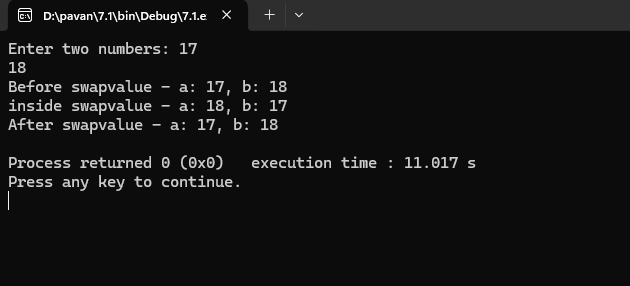 D:\pavan\7.1\bin\Debug\7.1.e
Enter two numbers: 17
18
Before swapvalue - a: 17, b: 18
inside swapvalue - a: 18, b: 17
After swapvalue - a: 17, b: 18
Process returned 0 (0x0)   execution time : 11.017 s
Press any key to continue.